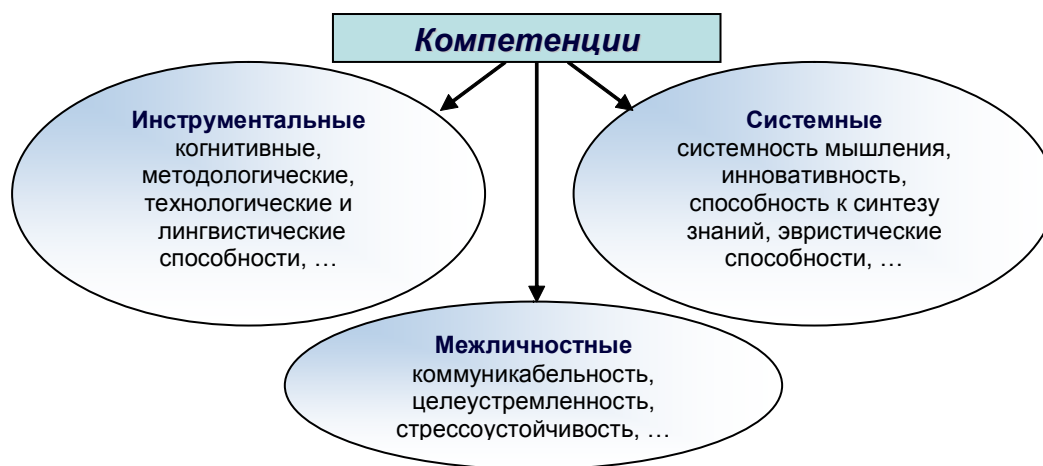 Компетенции
Инструментальные
когнитивные,
методологические,
технологические и
лингвистические
способности, …
Системные
системность мышления,
инновативность,
способность к синтезу
знаний, эвристические
способности, …
Межличностные
коммуникабельность,
целеустремленность,
стрессоустойчивость, …